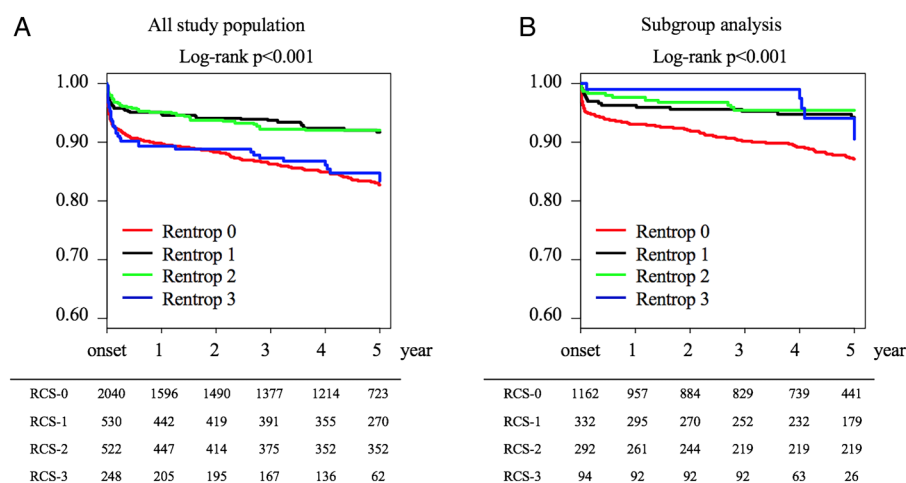 A
All study population
Log-rank p<0.001
1.00
0.90
0.80
0.70
0.60
Rentrop 0
Rentrop 1
Rentrop 2
Rentrop 3
onset 1 2 3 4 5 year
RCS-0 2040 1596 1490 1377 1214 723
RCS-1 530 442 419 391 355 270
RCS-2 522 447 414 375 352 352
RCS-3 248 205 195 167 136 62
B
Subgroup analysis
Log-rank p<0.001
1.00
0.90
0.80
0.70
0.60
Rentrop 0
Rentrop 1
Rentrop 2
Rentrop 3
onset 1 2 3 4 5 year
RCS-0 1162 957 884 829 739 441
RCS-1 332 295 270 252 232 179
RCS-2 292 261 244 219 219 219
RCS-3 94 92 92 92 63 26